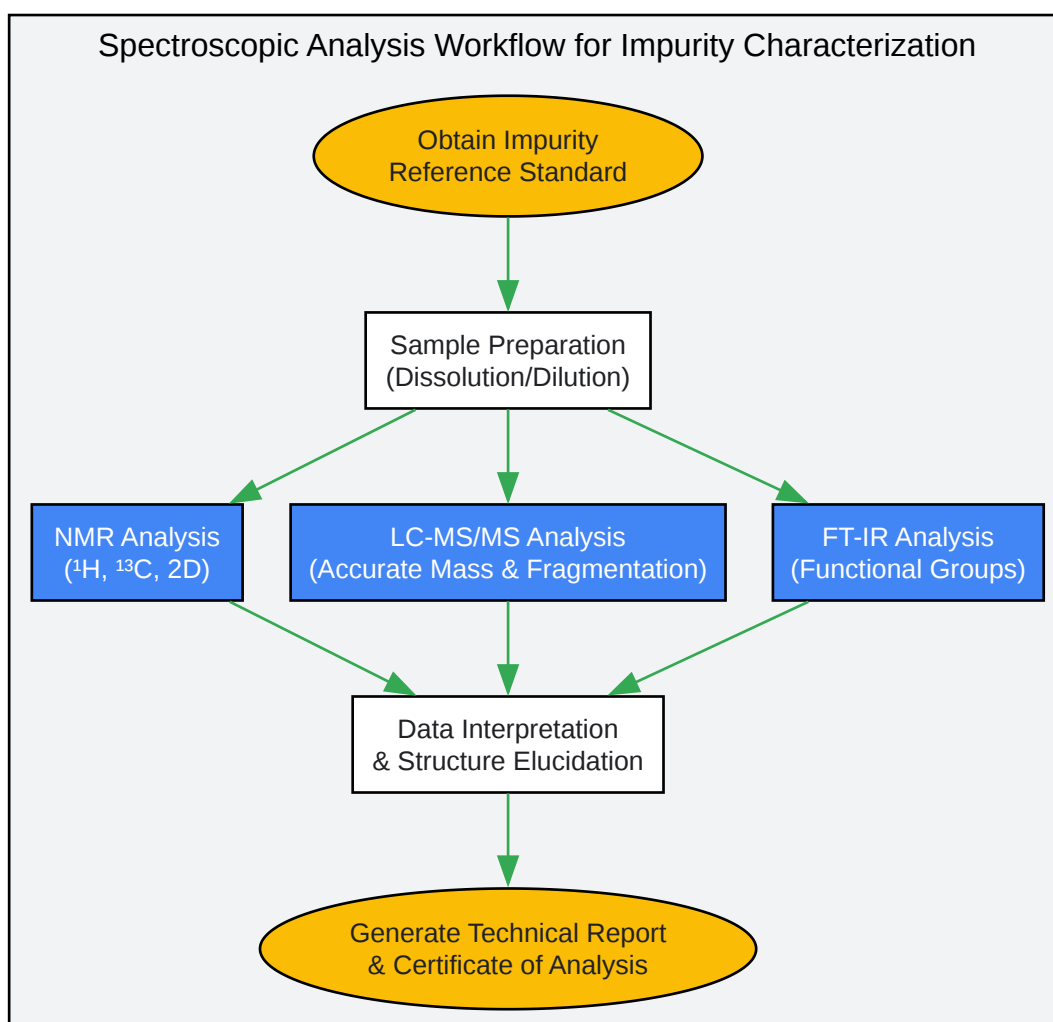 Spectroscopic Analysis Workflow for Impurity Characterization
Obtain Impurity
Reference Standard
Sample Preparation
(Dissolution/Dilution)
NMR Analysis
(¹H, ¹³C, 2D)
LC-MS/MS Analysis
(Accurate Mass & Fragmentation)
FT-IR Analysis
(Functional Groups)
Data Interpretation
& Structure Elucidation
Generate Technical Report
& Certificate of Analysis